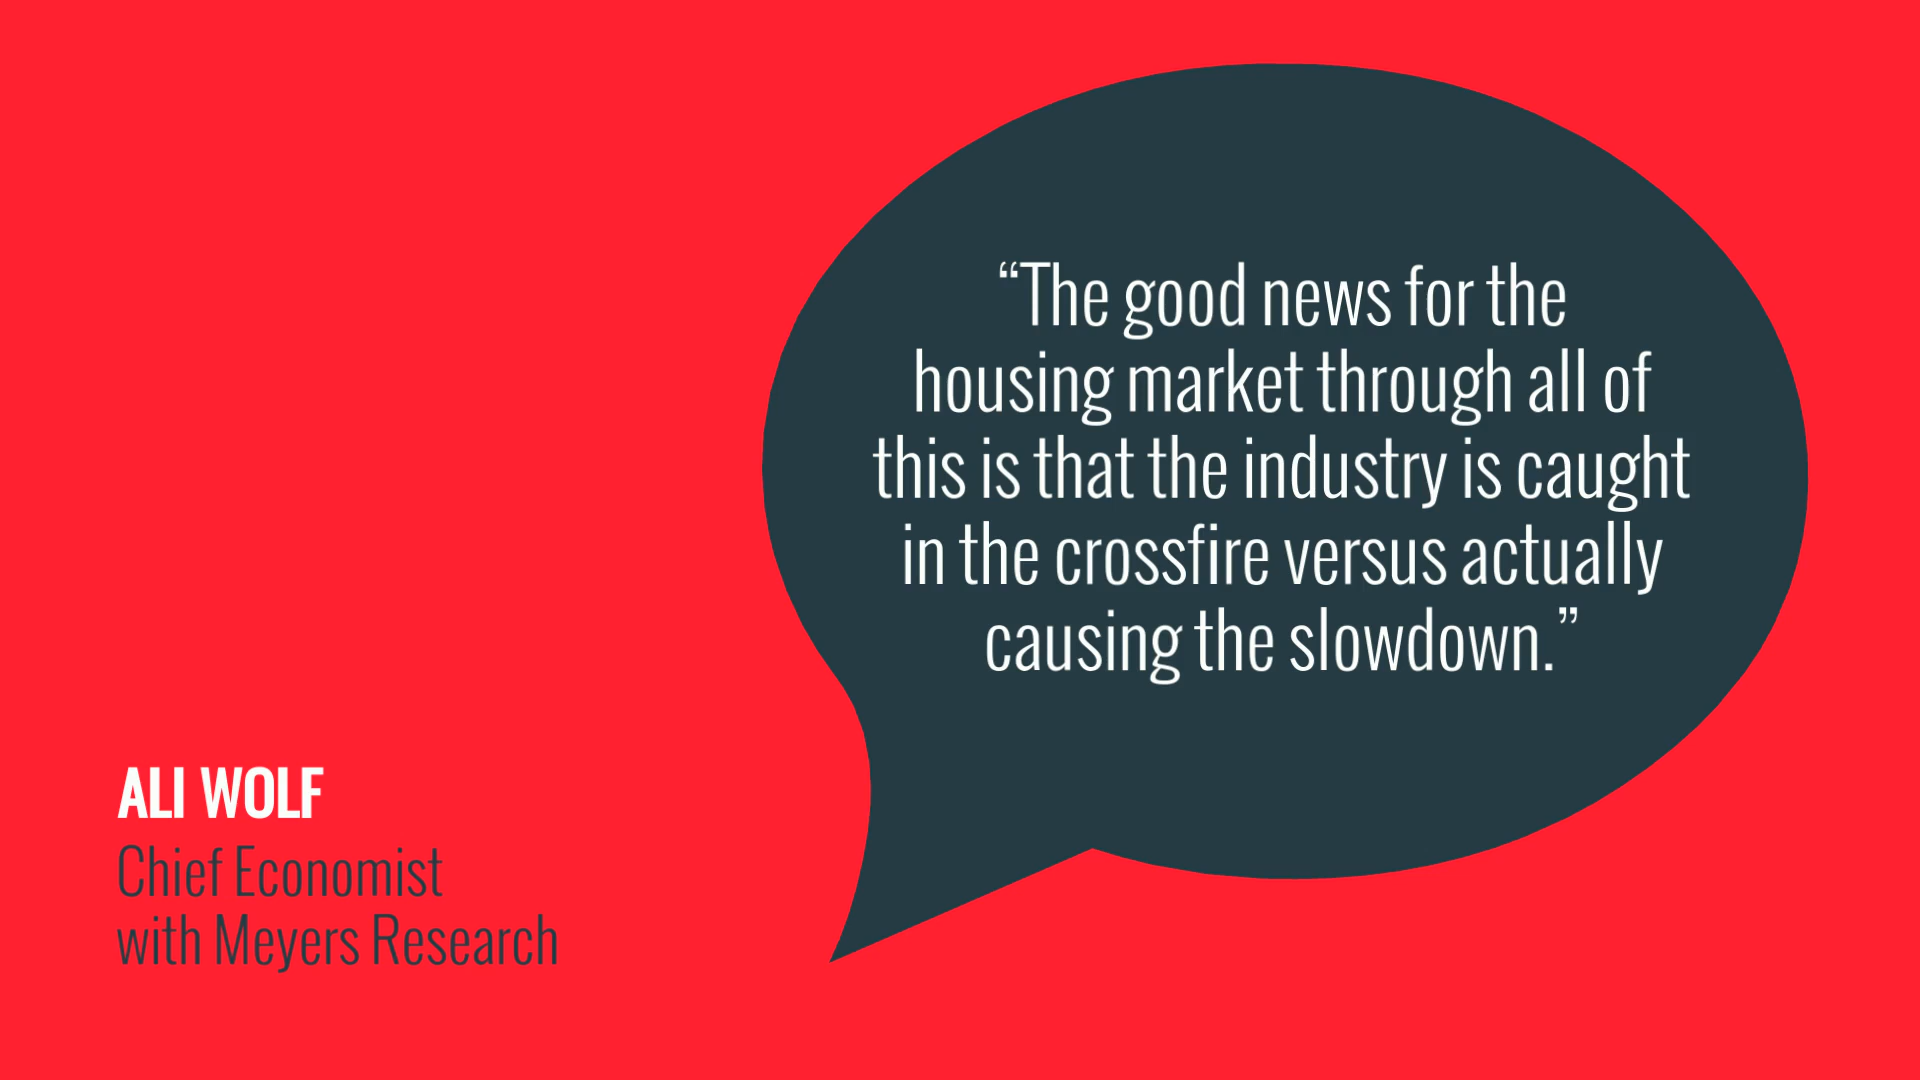 “The good news for the
housing market through all of
this is that the industry is caught
in the crossfire versus actually
causing the slowdown.”
ALI WOLF
Chief Economist
with Meyers Research